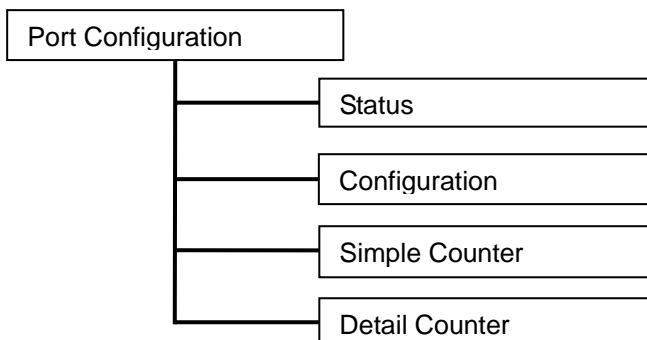 Port Configuration
Status
Configuration
Simple Counter
Detail Counter